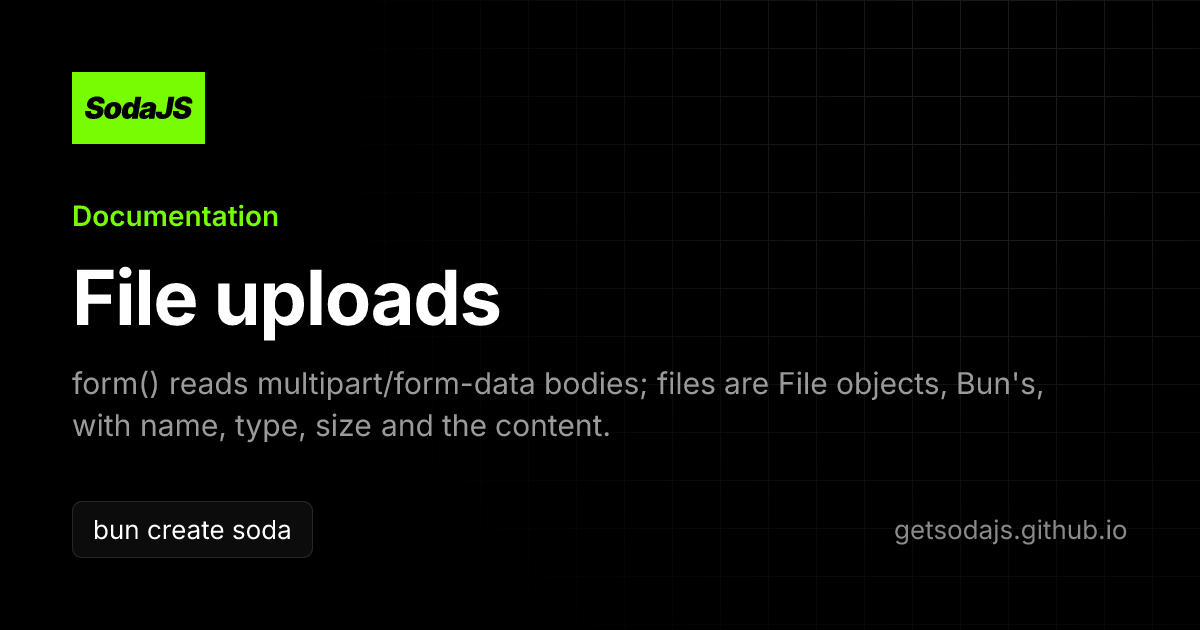 SodaJS
Documentation
File uploads
form() reads multipart/form-data bodies; files are File objects, Bun's,
with name, type, size and the content.
bun create soda
getsodajs.github.io